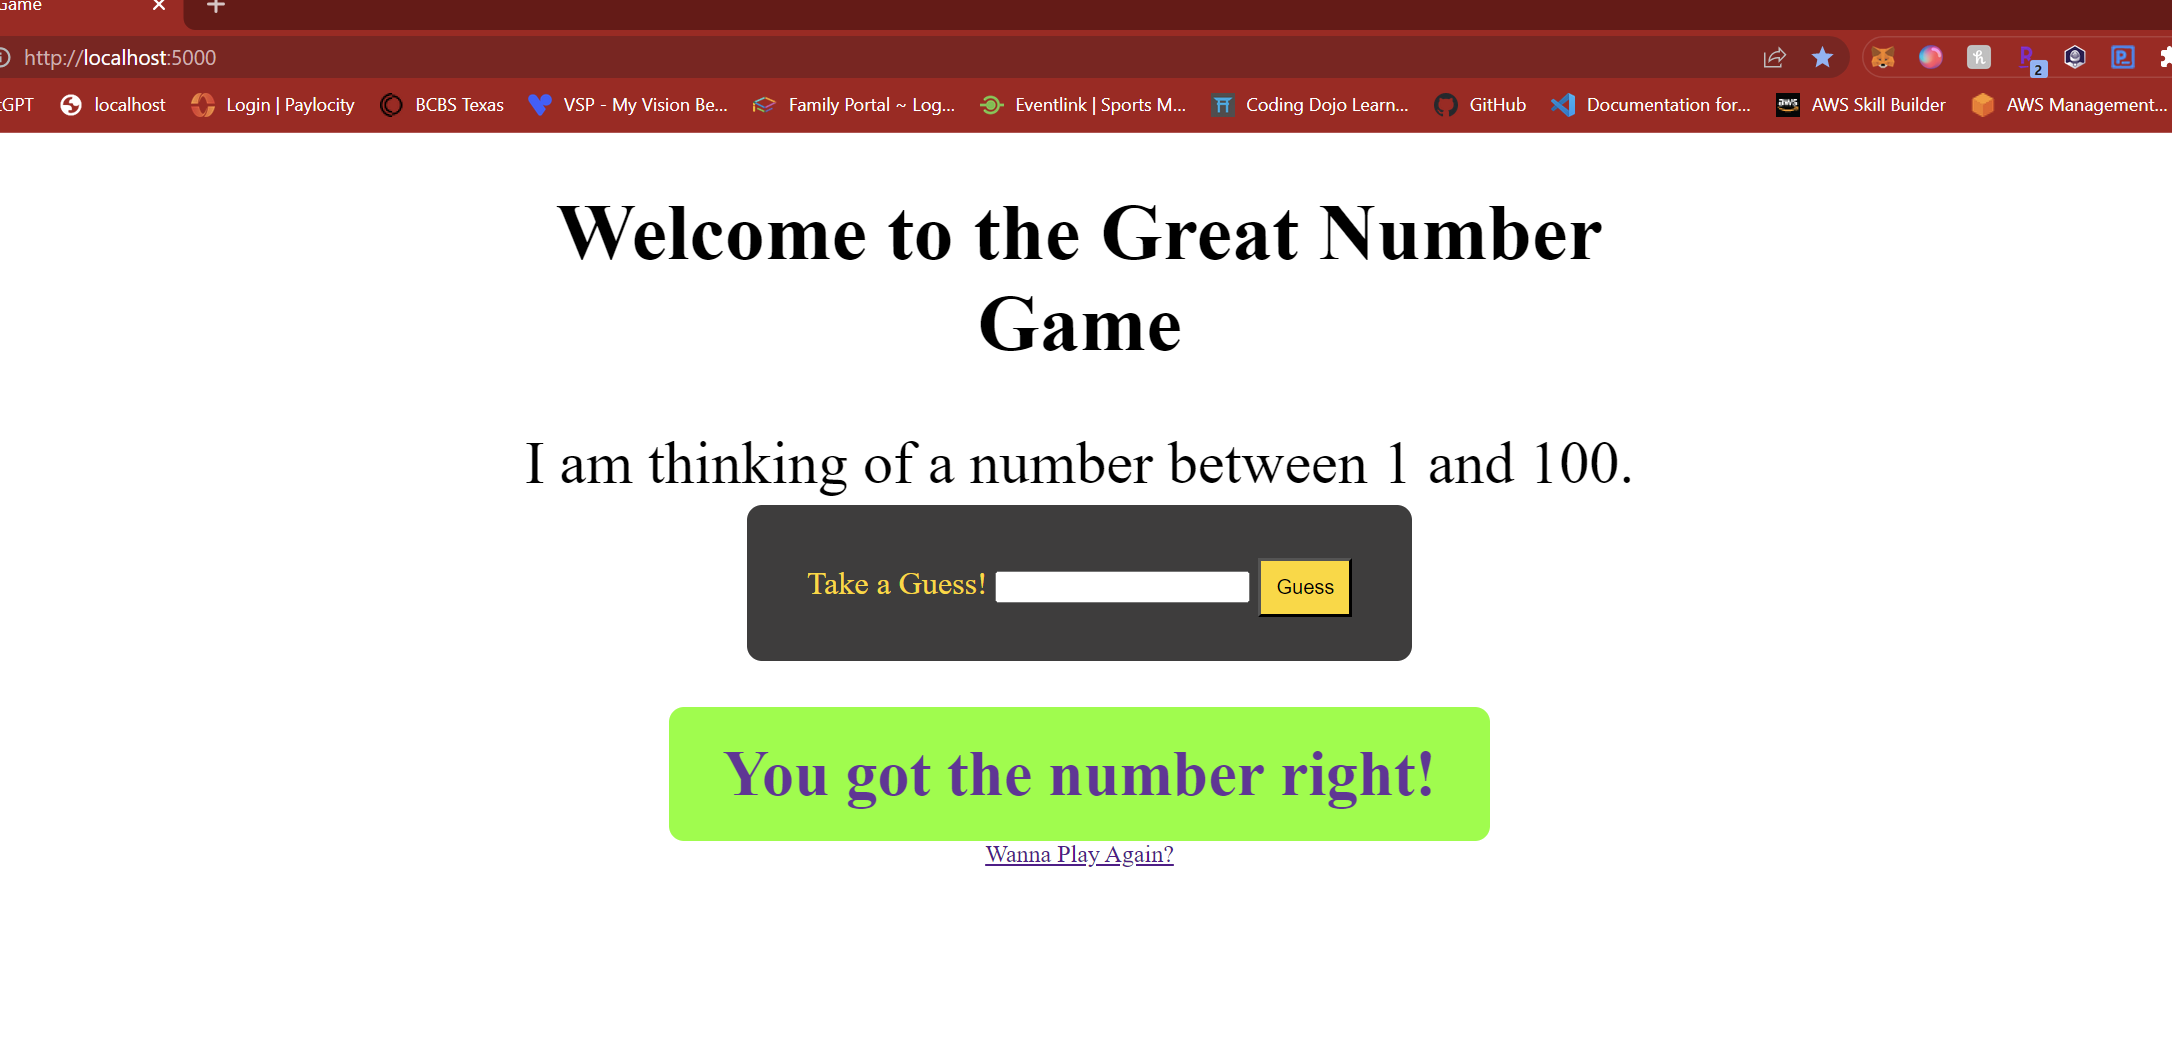 Game
http://localhost:5000
2
GPT localhost Login | Paylocity BCBS Texas VSP - My Vision Be... Family Portal ~ Log... Eventlink | Sports M... Coding Dojo Learn... GitHub Documentation for... aws AWS Skill Builder AWS Management...
Welcome to the Great Number
Game
I am thinking of a number between 1 and 100.
Take a Guess! Guess
You got the number right!
Wanna Play Again?